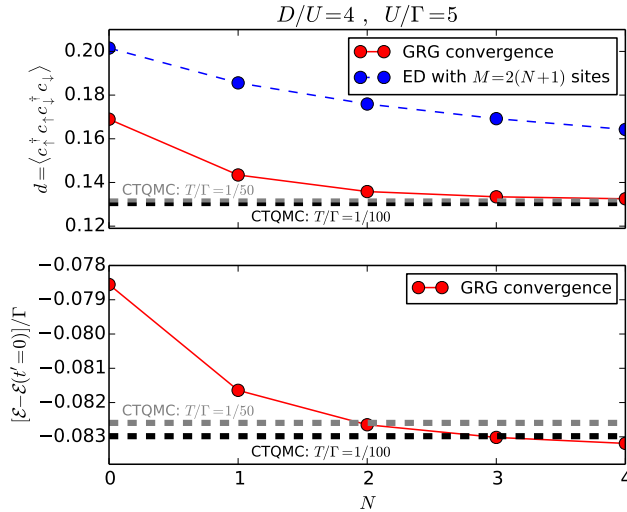 D/U=4 , U/Γ=5
0.20
0.18
0.16
0.14
0.12
d=⟨c↑† c↑ c↓† c↓⟩
GRG convergence
ED with M=2(N+1) sites
CTQMC: T/Γ=1/50
CTQMC: T/Γ=1/100
−0.078
−0.079
−0.080
−0.081
−0.082
−0.083
[ℰ−ℰ(t′=0)]/Γ
GRG convergence
CTQMC: T/Γ=1/50
CTQMC: T/Γ=1/100
0 1 2 3 4
N